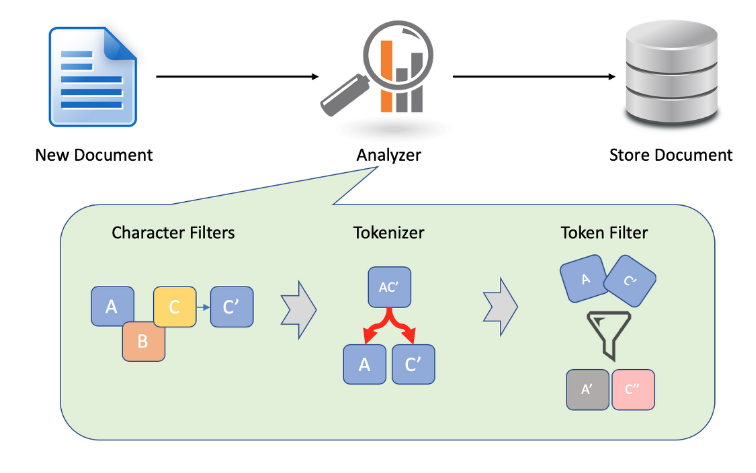 New Document
Analyzer
Store Document
Character Filters
Tokenizer
Token Filter
A
B
C
C′
AC′
A
C′
A
C′
A′
C′′